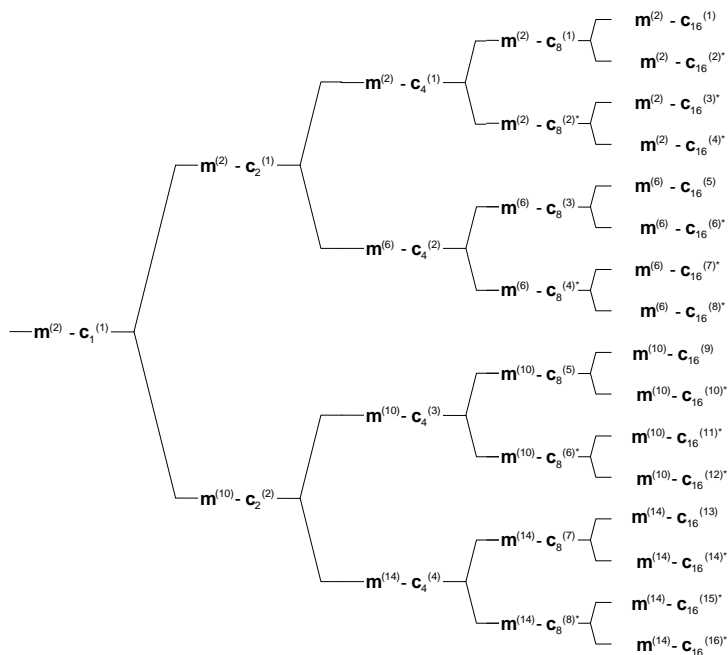 m⁽²⁾ - c₁₆⁽¹⁾
m⁽²⁾ - c₈⁽¹⁾
m⁽²⁾ - c₁₆⁽²⁾*
m⁽²⁾ - c₄⁽¹⁾
m⁽²⁾ - c₁₆⁽³⁾*
m⁽²⁾ - c₈⁽²⁾*
m⁽²⁾ - c₁₆⁽⁴⁾*
m⁽²⁾ - c₂⁽¹⁾
m⁽⁶⁾ - c₁₆⁽⁵⁾
m⁽⁶⁾ - c₈⁽³⁾
m⁽⁶⁾ - c₁₆⁽⁶⁾*
m⁽⁶⁾ - c₄⁽²⁾
m⁽⁶⁾ - c₁₆⁽⁷⁾*
m⁽⁶⁾ - c₈⁽⁴⁾*
m⁽⁶⁾ - c₁₆⁽⁸⁾*
m⁽²⁾ - c₁⁽¹⁾
m⁽¹⁰⁾ - c₁₆⁽⁹⁾
m⁽¹⁰⁾ - c₈⁽⁵⁾
m⁽¹⁰⁾ - c₁₆⁽¹⁰⁾*
m⁽¹⁰⁾ - c₄⁽³⁾
m⁽¹⁰⁾ - c₁₆⁽¹¹⁾*
m⁽¹⁰⁾ - c₈⁽⁶⁾*
m⁽¹⁰⁾ - c₁₆⁽¹²⁾*
m⁽¹⁰⁾ - c₂⁽²⁾
m⁽¹⁴⁾ - c₁₆⁽¹³⁾
m⁽¹⁴⁾ - c₈⁽⁷⁾
m⁽¹⁴⁾ - c₁₆⁽¹⁴⁾*
m⁽¹⁴⁾ - c₄⁽⁴⁾
m⁽¹⁴⁾ - c₁₆⁽¹⁵⁾*
m⁽¹⁴⁾ - c₈⁽⁸⁾*
m⁽¹⁴⁾ - c₁₆⁽¹⁶⁾*